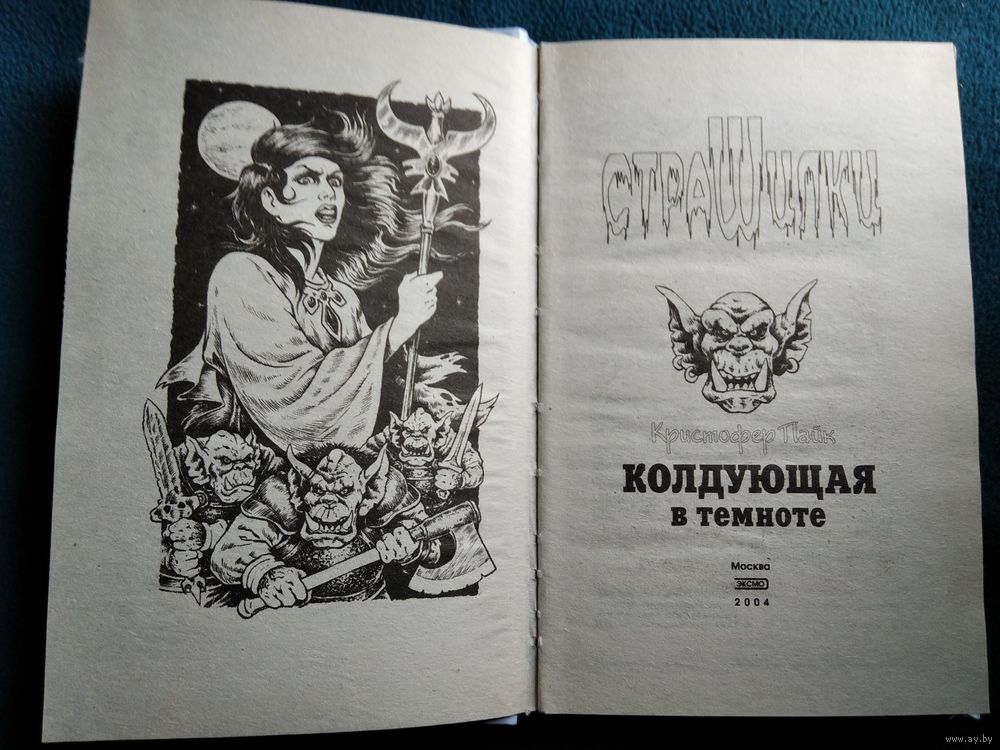 страШилки
Кристофер Пайк
КОЛДУЮЩАЯ
в темноте
Москва
ЭКСМО
2004
www.ay.by